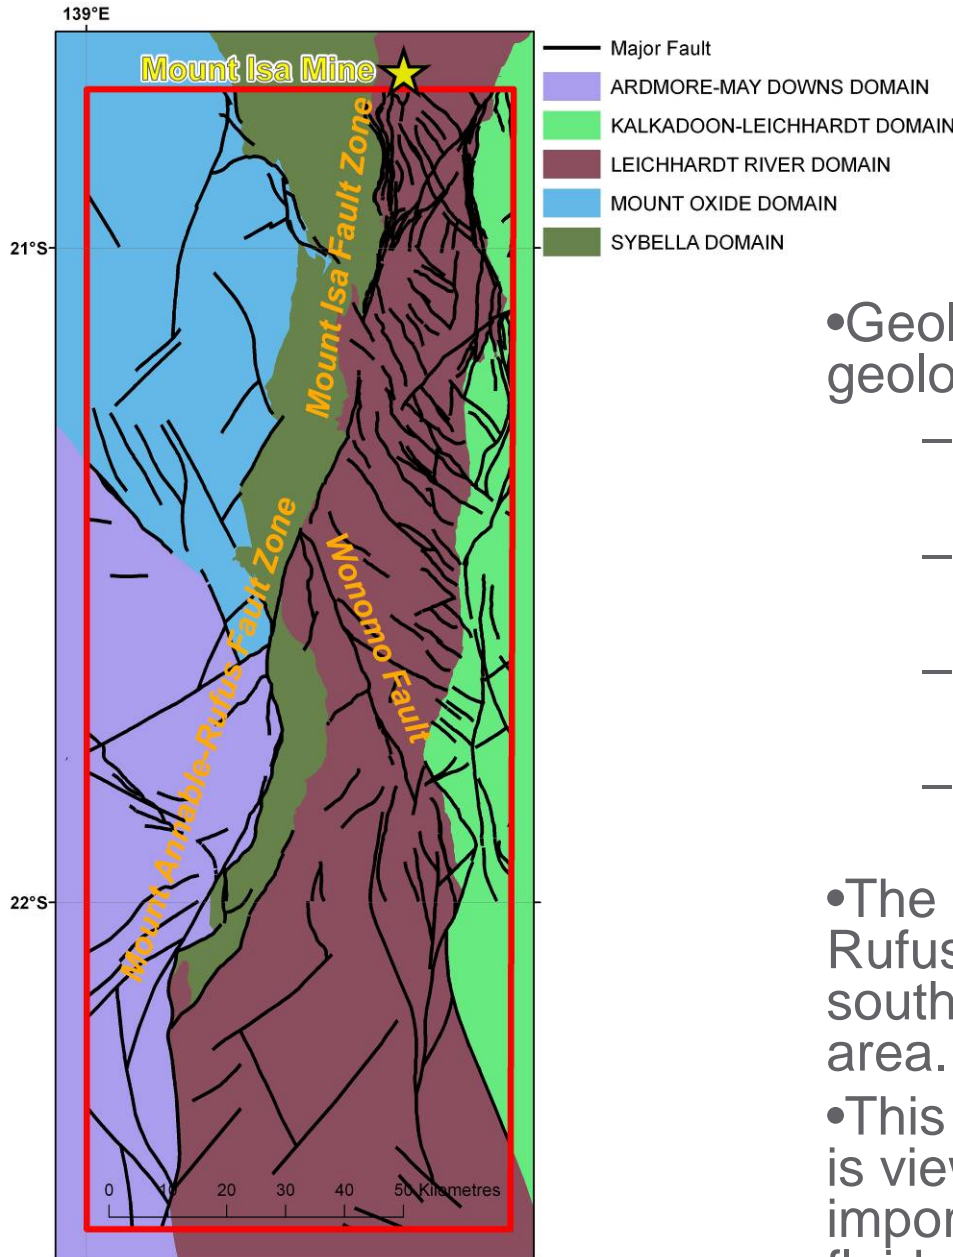 139°E
Mount Isa Mine
Major Fault
ARDMORE-MAY DOWNS DOMAIN
KALKADOON-LEICHHARDT DOMAIN
LEICHHARDT RIVER DOMAIN
MOUNT OXIDE DOMAIN
SYBELLA DOMAIN
21°S
22°S
Mount Isa Fault Zone
Mount Annable-Rufus Fault Zone
Wonomo Fault
0 10 20 30 40 50 Kilometres
•Geol
geolo
–
–
–
–
•The
Rufus
south
area.
•This
is view
impor